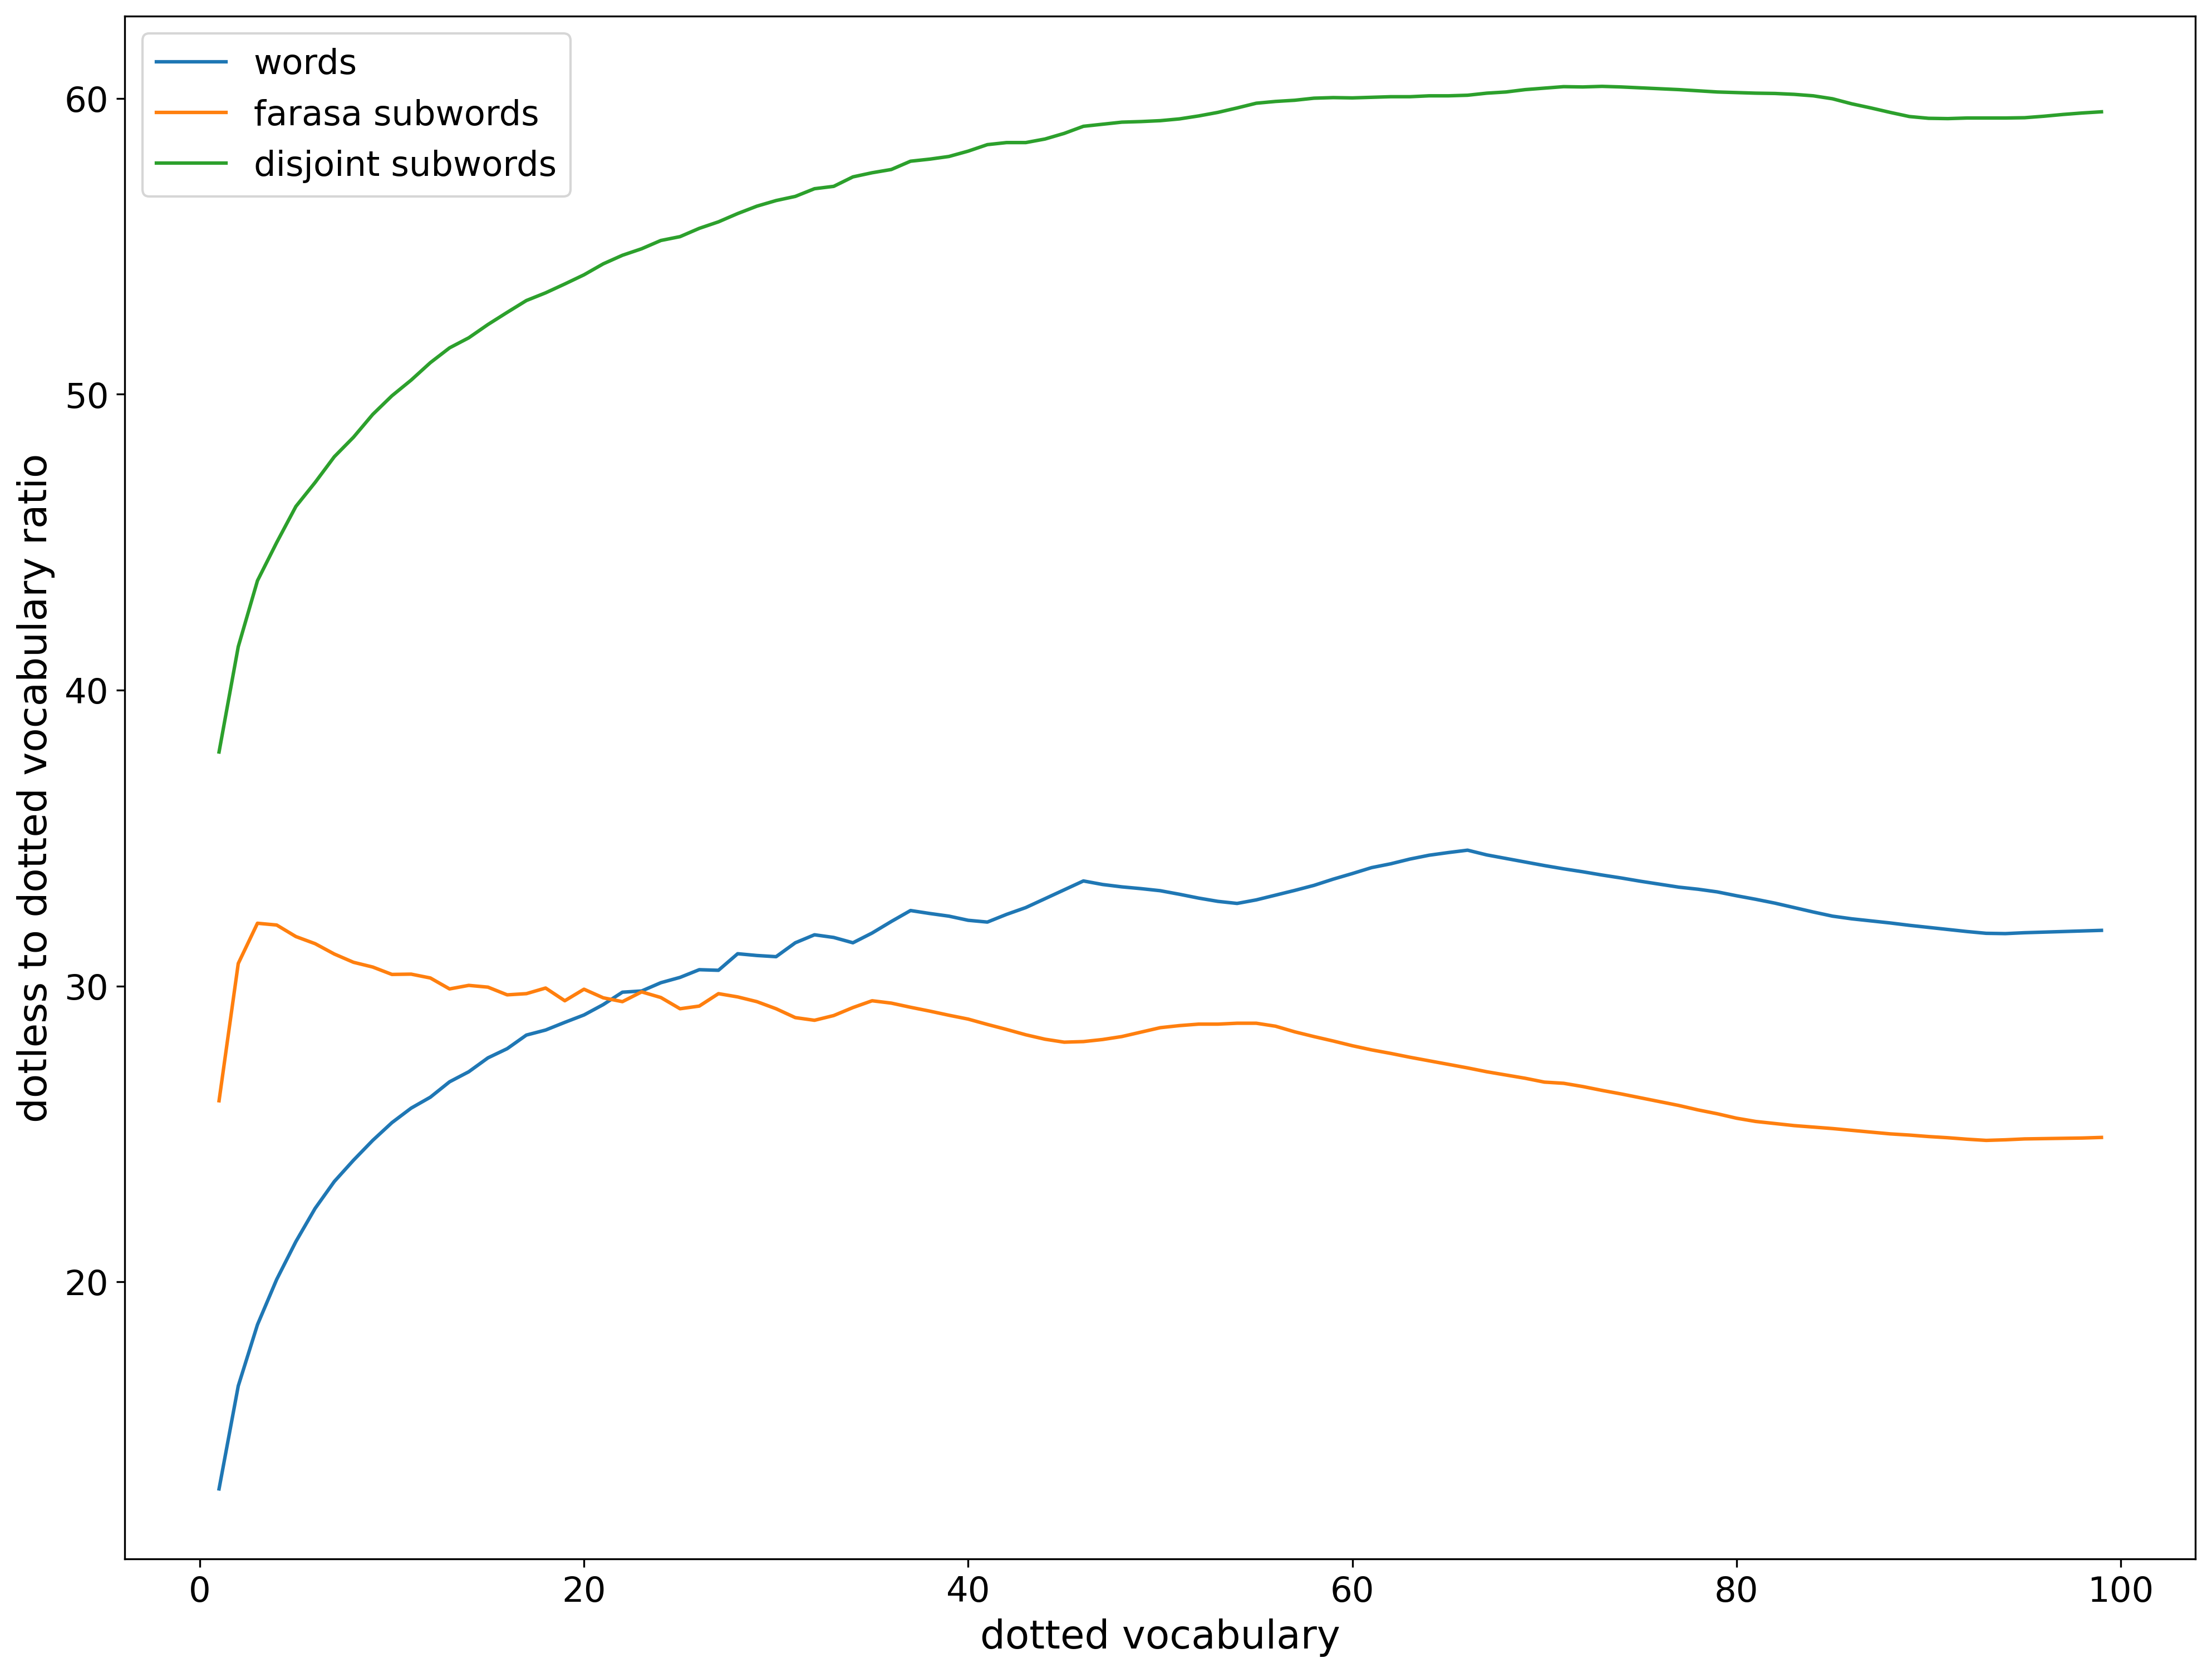 words
farasa subwords
disjoint subwords
60
50
40
30
20
dotless to dotted vocabulary ratio
0 20 40 60 80 100
dotted vocabulary